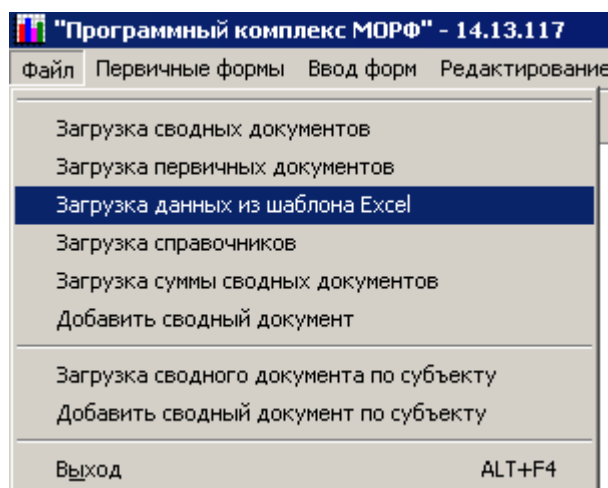 "Программный комплекс МОРФ" - 14.13.117
Файл Первичные формы Ввод форм Редактирование
Загрузка сводных документов
Загрузка первичных документов
Загрузка данных из шаблона Excel
Загрузка справочников
Загрузка суммы сводных документов
Добавить сводный документ
Загрузка сводного документа по субъекту
Добавить сводный документ по субъекту
Выход ALT+F4